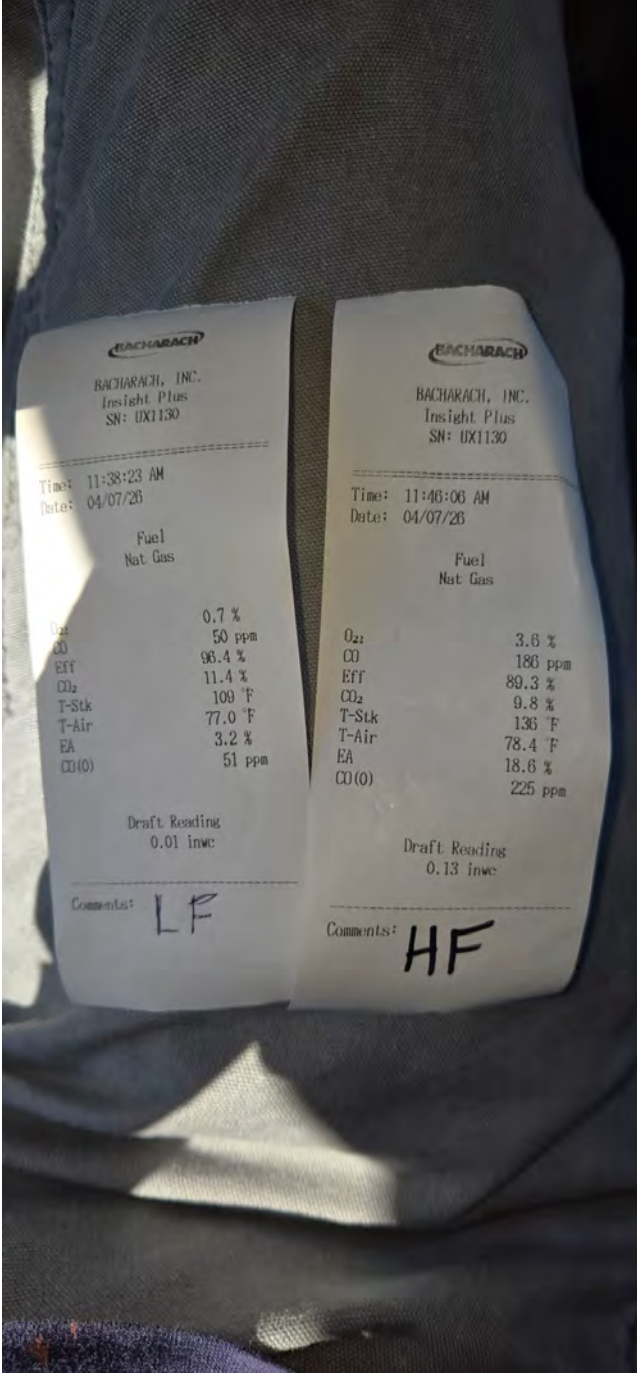 BACHARACH
BACHARACH, INC.
Insight Plus
SN: UX1130
Time: 11:38:23 AM
Date: 04/07/26
Fuel
Nat Gas
O₂: 0.7 %
CO 50 ppm
Eff 96.4 %
CO₂ 11.4 %
T-Stk 109 °F
T-Air 77.0 °F
EA 3.2 %
CO(O) 51 ppm
Draft Reading
0.01 inwc
Comments: LF
BACHARACH
BACHARACH, INC.
Insight Plus
SN: UX1130
Time: 11:46:06 AM
Date: 04/07/26
Fuel
Nat Gas
O₂: 3.6 %
CO 186 ppm
Eff 89.3 %
CO₂ 9.8 %
T-Stk 136 °F
T-Air 78.4 °F
EA 18.6 %
CO(O) 225 ppm
Draft Reading
0.13 inwc
Comments: HF